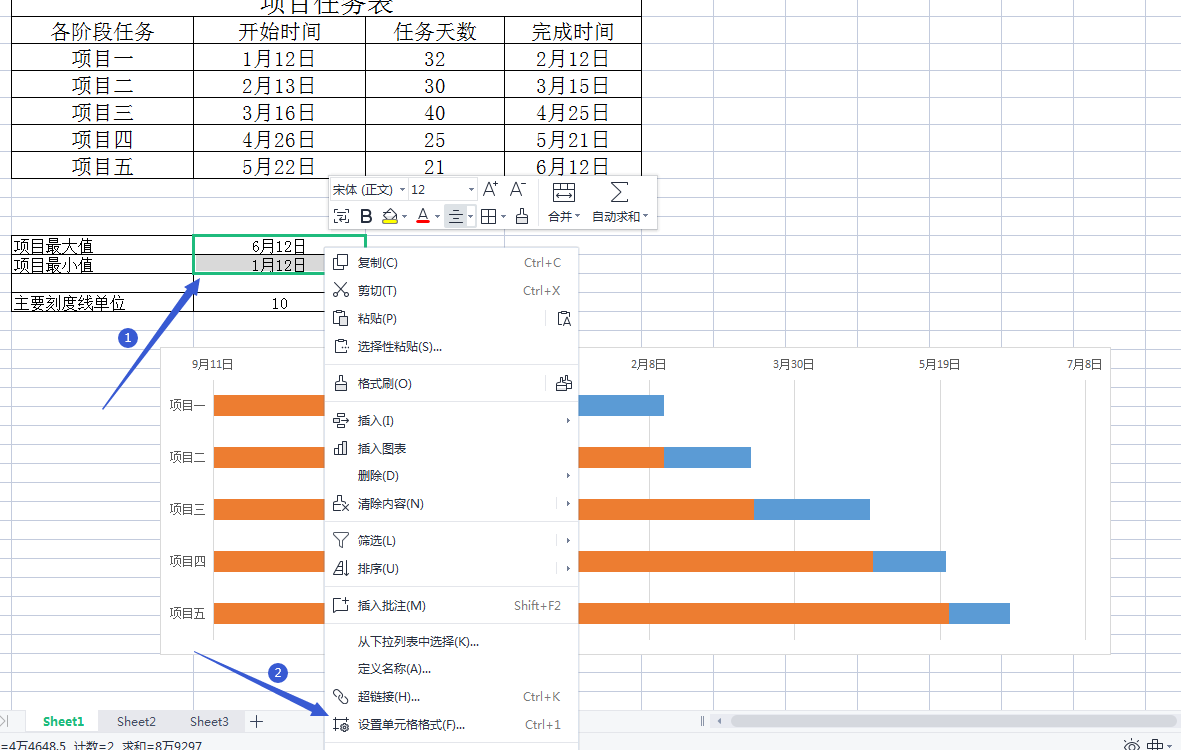 项目任务表
各阶段任务 开始时间 任务天数 完成时间
项目一 1月12日 32 2月12日
项目二 2月13日 30 3月15日
项目三 3月16日 40 4月25日
项目四 4月26日 25 5月21日
项目五 5月22日 21 6月12日
宋体 (正文) 12 A+ A-
B A 合并 自动求和
项目最大值 6月12日
项目最小值 1月12日
主要刻度线单位 10
1
复制(C) Ctrl+C
剪切(T) Ctrl+X
粘贴(P)
选择性粘贴(S)...
格式刷(O)
插入(I)
插入图表
删除(D)
清除内容(N)
筛选(L)
排序(U)
插入批注(M) Shift+F2
从下拉列表中选择(K)...
定义名称(A)...
超链接(H)... Ctrl+K
设置单元格格式(F)... Ctrl+1
9月11日 2月8日 3月30日 5月19日 7月8日
项目一
项目二
项目三
项目四
项目五
2
Sheet1 Sheet2 Sheet3
=4万4648.5 计数=2 求和=8万9297